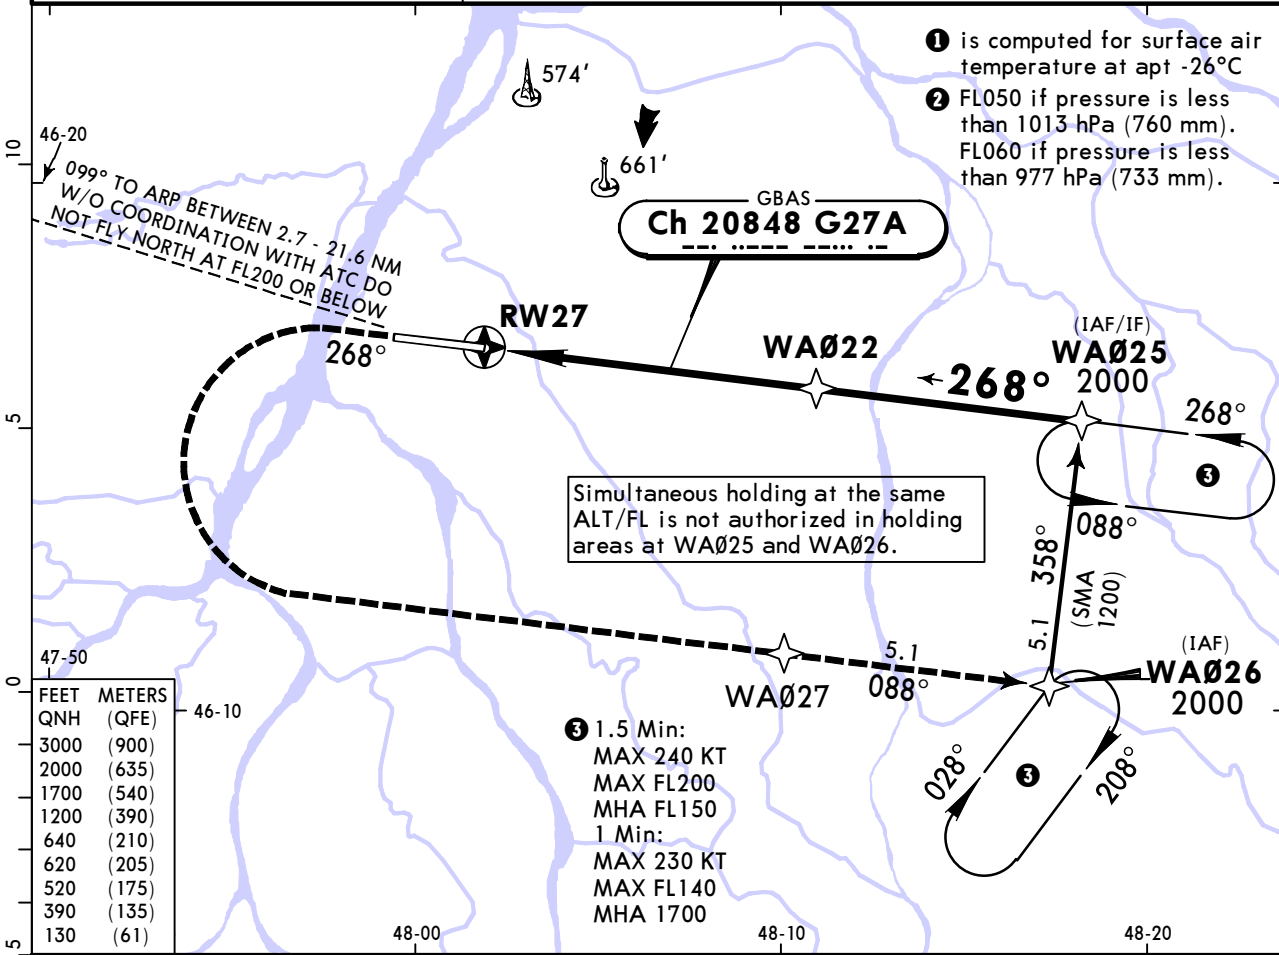 ❶ is computed for surface air
temperature at apt -26°C
❷ FL050 if pressure is less
than 1013 hPa (760 mm).
FL060 if pressure is less
than 977 hPa (733 mm).
574'
661'
46-20
10
099° TO ARP BETWEEN 2.7 - 21.6 NM
W/O COORDINATION WITH ATC DO
NOT FLY NORTH AT FL200 OR BELOW
GBAS
Ch 20848 G27A
RW27
268°
WAØ22
(IAF/IF)
WAØ25
2000
268°
268°
5
❸
088°
Simultaneous holding at the same
ALT/FL is not authorized in holding
areas at WAØ25 and WAØ26.
358°
5.1
(SMA
1200)
5.1
088°
WAØ27
(IAF)
WAØ26
2000
028°
❸
208°
47-50
0
46-10
FEET METERS
QNH (QFE)
3000 (900)
2000 (635)
1700 (540)
1200 (390)
640 (210)
620 (205)
520 (175)
390 (135)
130 (61)
❸ 1.5 Min:
MAX 240 KT
MAX FL200
MHA FL150
1 Min:
MAX 230 KT
MAX FL140
MHA 1700
5
48-00
48-10
48-20